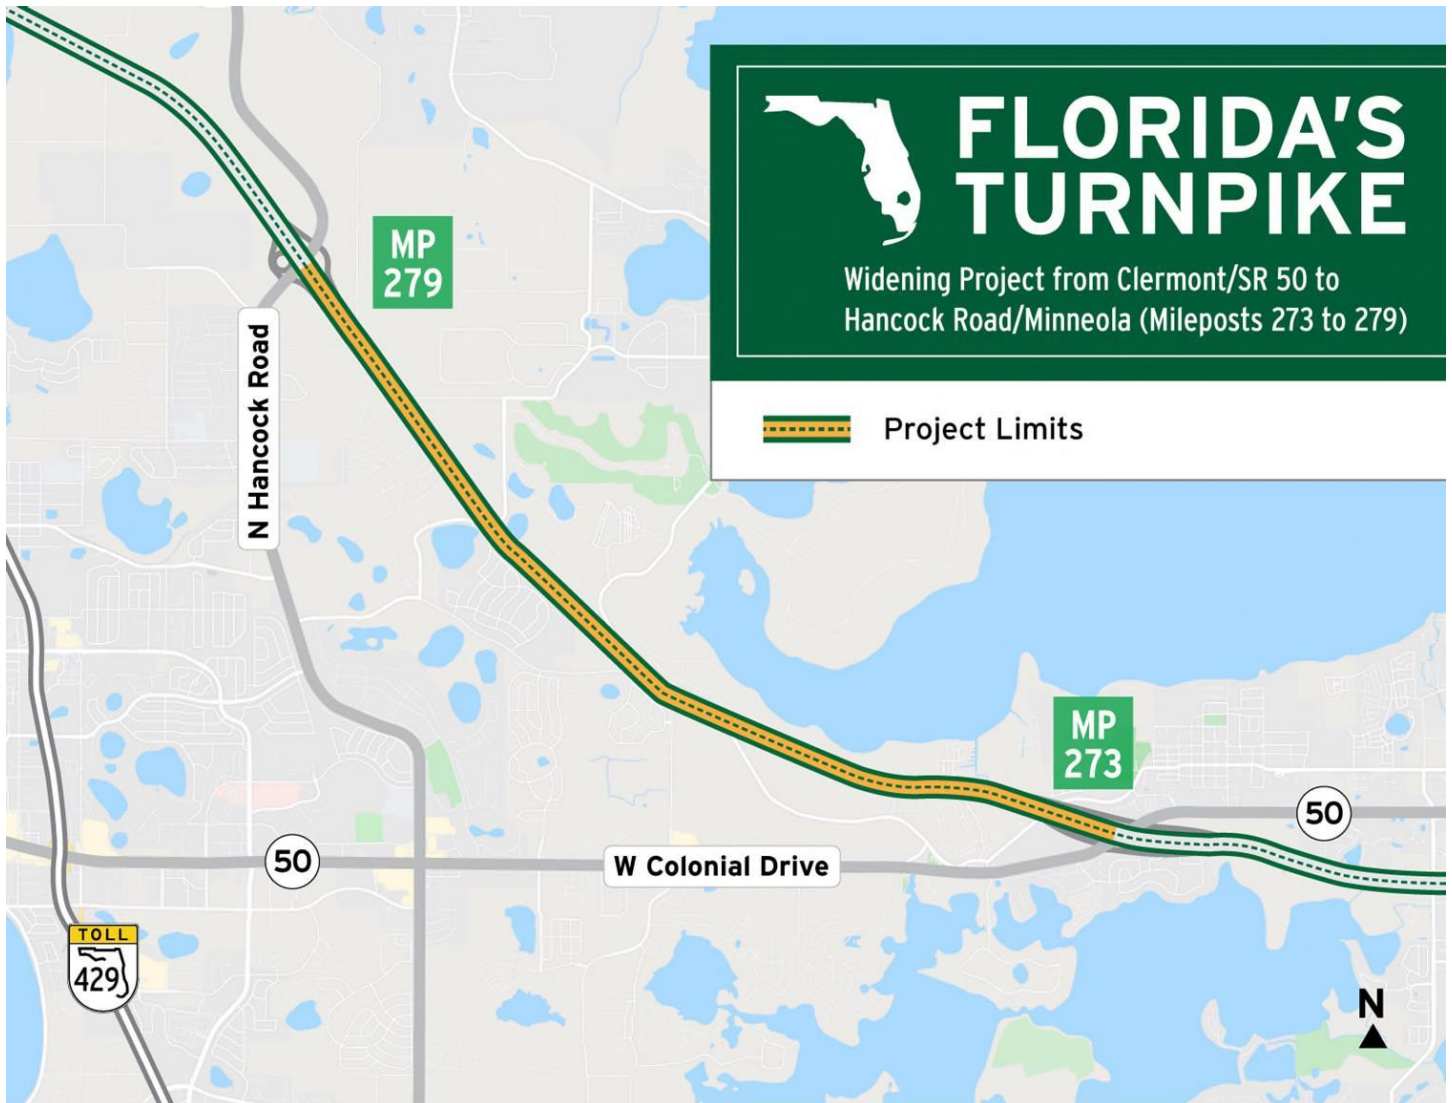 FLORIDA'S
TURNPIKE
Widening Project from Clermont/SR 50 to
Hancock Road/Minneola (Mileposts 273 to 279)
Project Limits
MP
279
N Hancock Road
MP
273
50
50
W Colonial Drive
TOLL
429
N